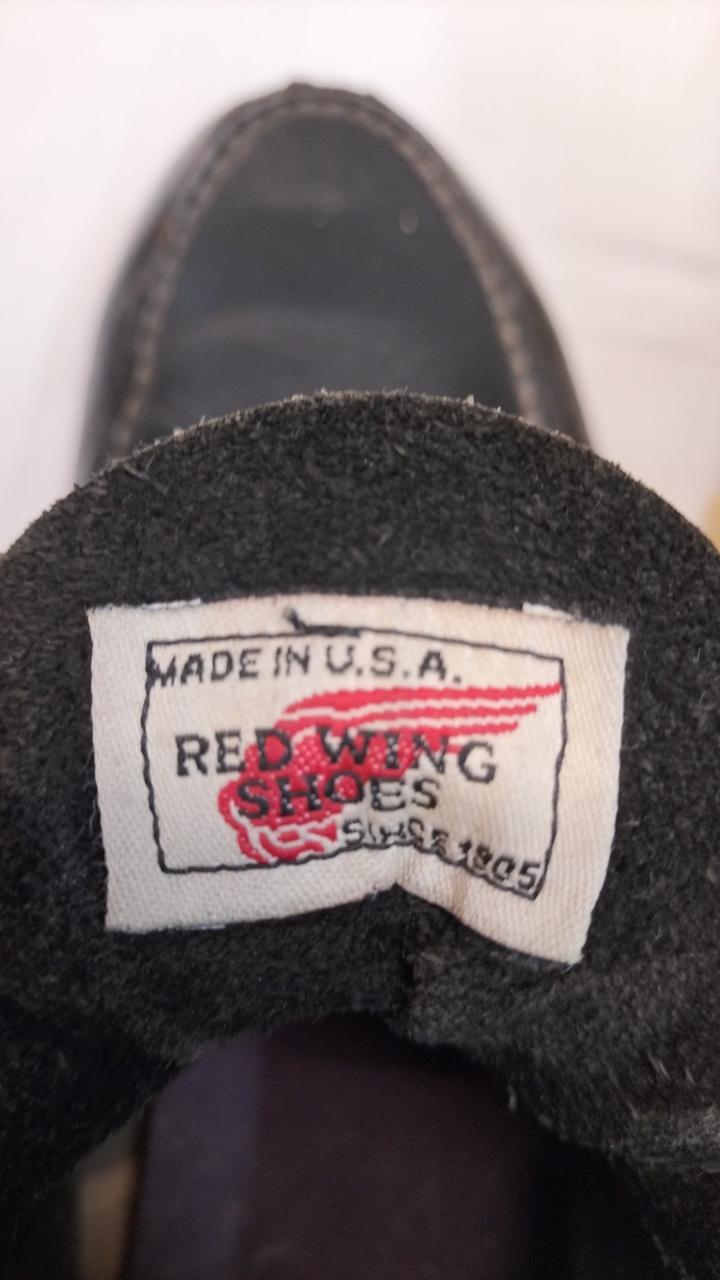 MADE IN U.S.A.
RED WING
SHOES
SINCE 1905